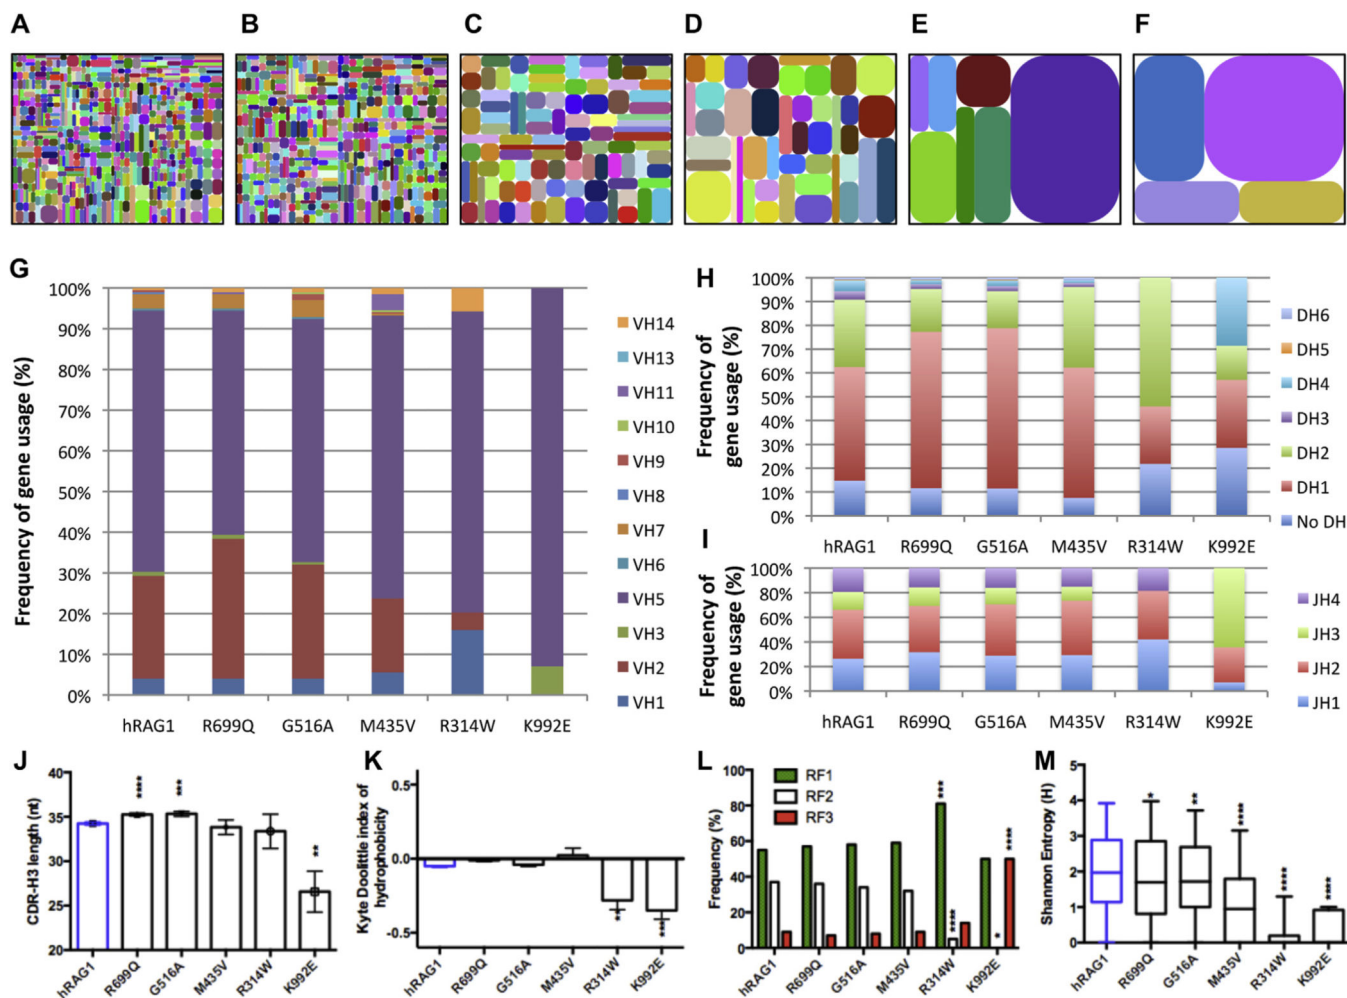 A B C D E F
G
Frequency of gene usage (%)
100%
90%
80%
70%
60%
50%
40%
30%
20%
10%
0%
hRAG1 R699Q G516A M435V R314W K992E
VH14
VH13
VH11
VH10
VH9
VH8
VH7
VH6
VH5
VH3
VH2
VH1
H
Frequency of
gene usage (%)
100%
90%
80%
70%
60%
50%
40%
30%
20%
10%
0%
hRAG1 R699Q G516A M435V R314W K992E
DH6
DH5
DH4
DH3
DH2
DH1
No DH
I
Frequency of
gene usage (%)
100%
80%
60%
40%
20%
0%
hRAG1 R699Q G516A M435V R314W K992E
JH4
JH3
JH2
JH1
J
CDR-H3 length (nt)
40
35
30
25
20
**** *** **
hRAG1 R699Q G516A M435V R314W K992E
K
Kyte Doolittle index of
hydrophobicity
0.5
0.0
-0.5
hRAG1 R699Q G516A M435V R314W K992E
L
Frequency (%)
100
80
60
40
20
0
RF1
RF2
RF3
*** **** * ****
hRAG1 R699Q G516A M435V R314W K992E
M
Shannon Entropy (H)
5
4
3
2
1
0
* ** **** **** ****
hRAG1 R699Q G516A M435V R314W K992E